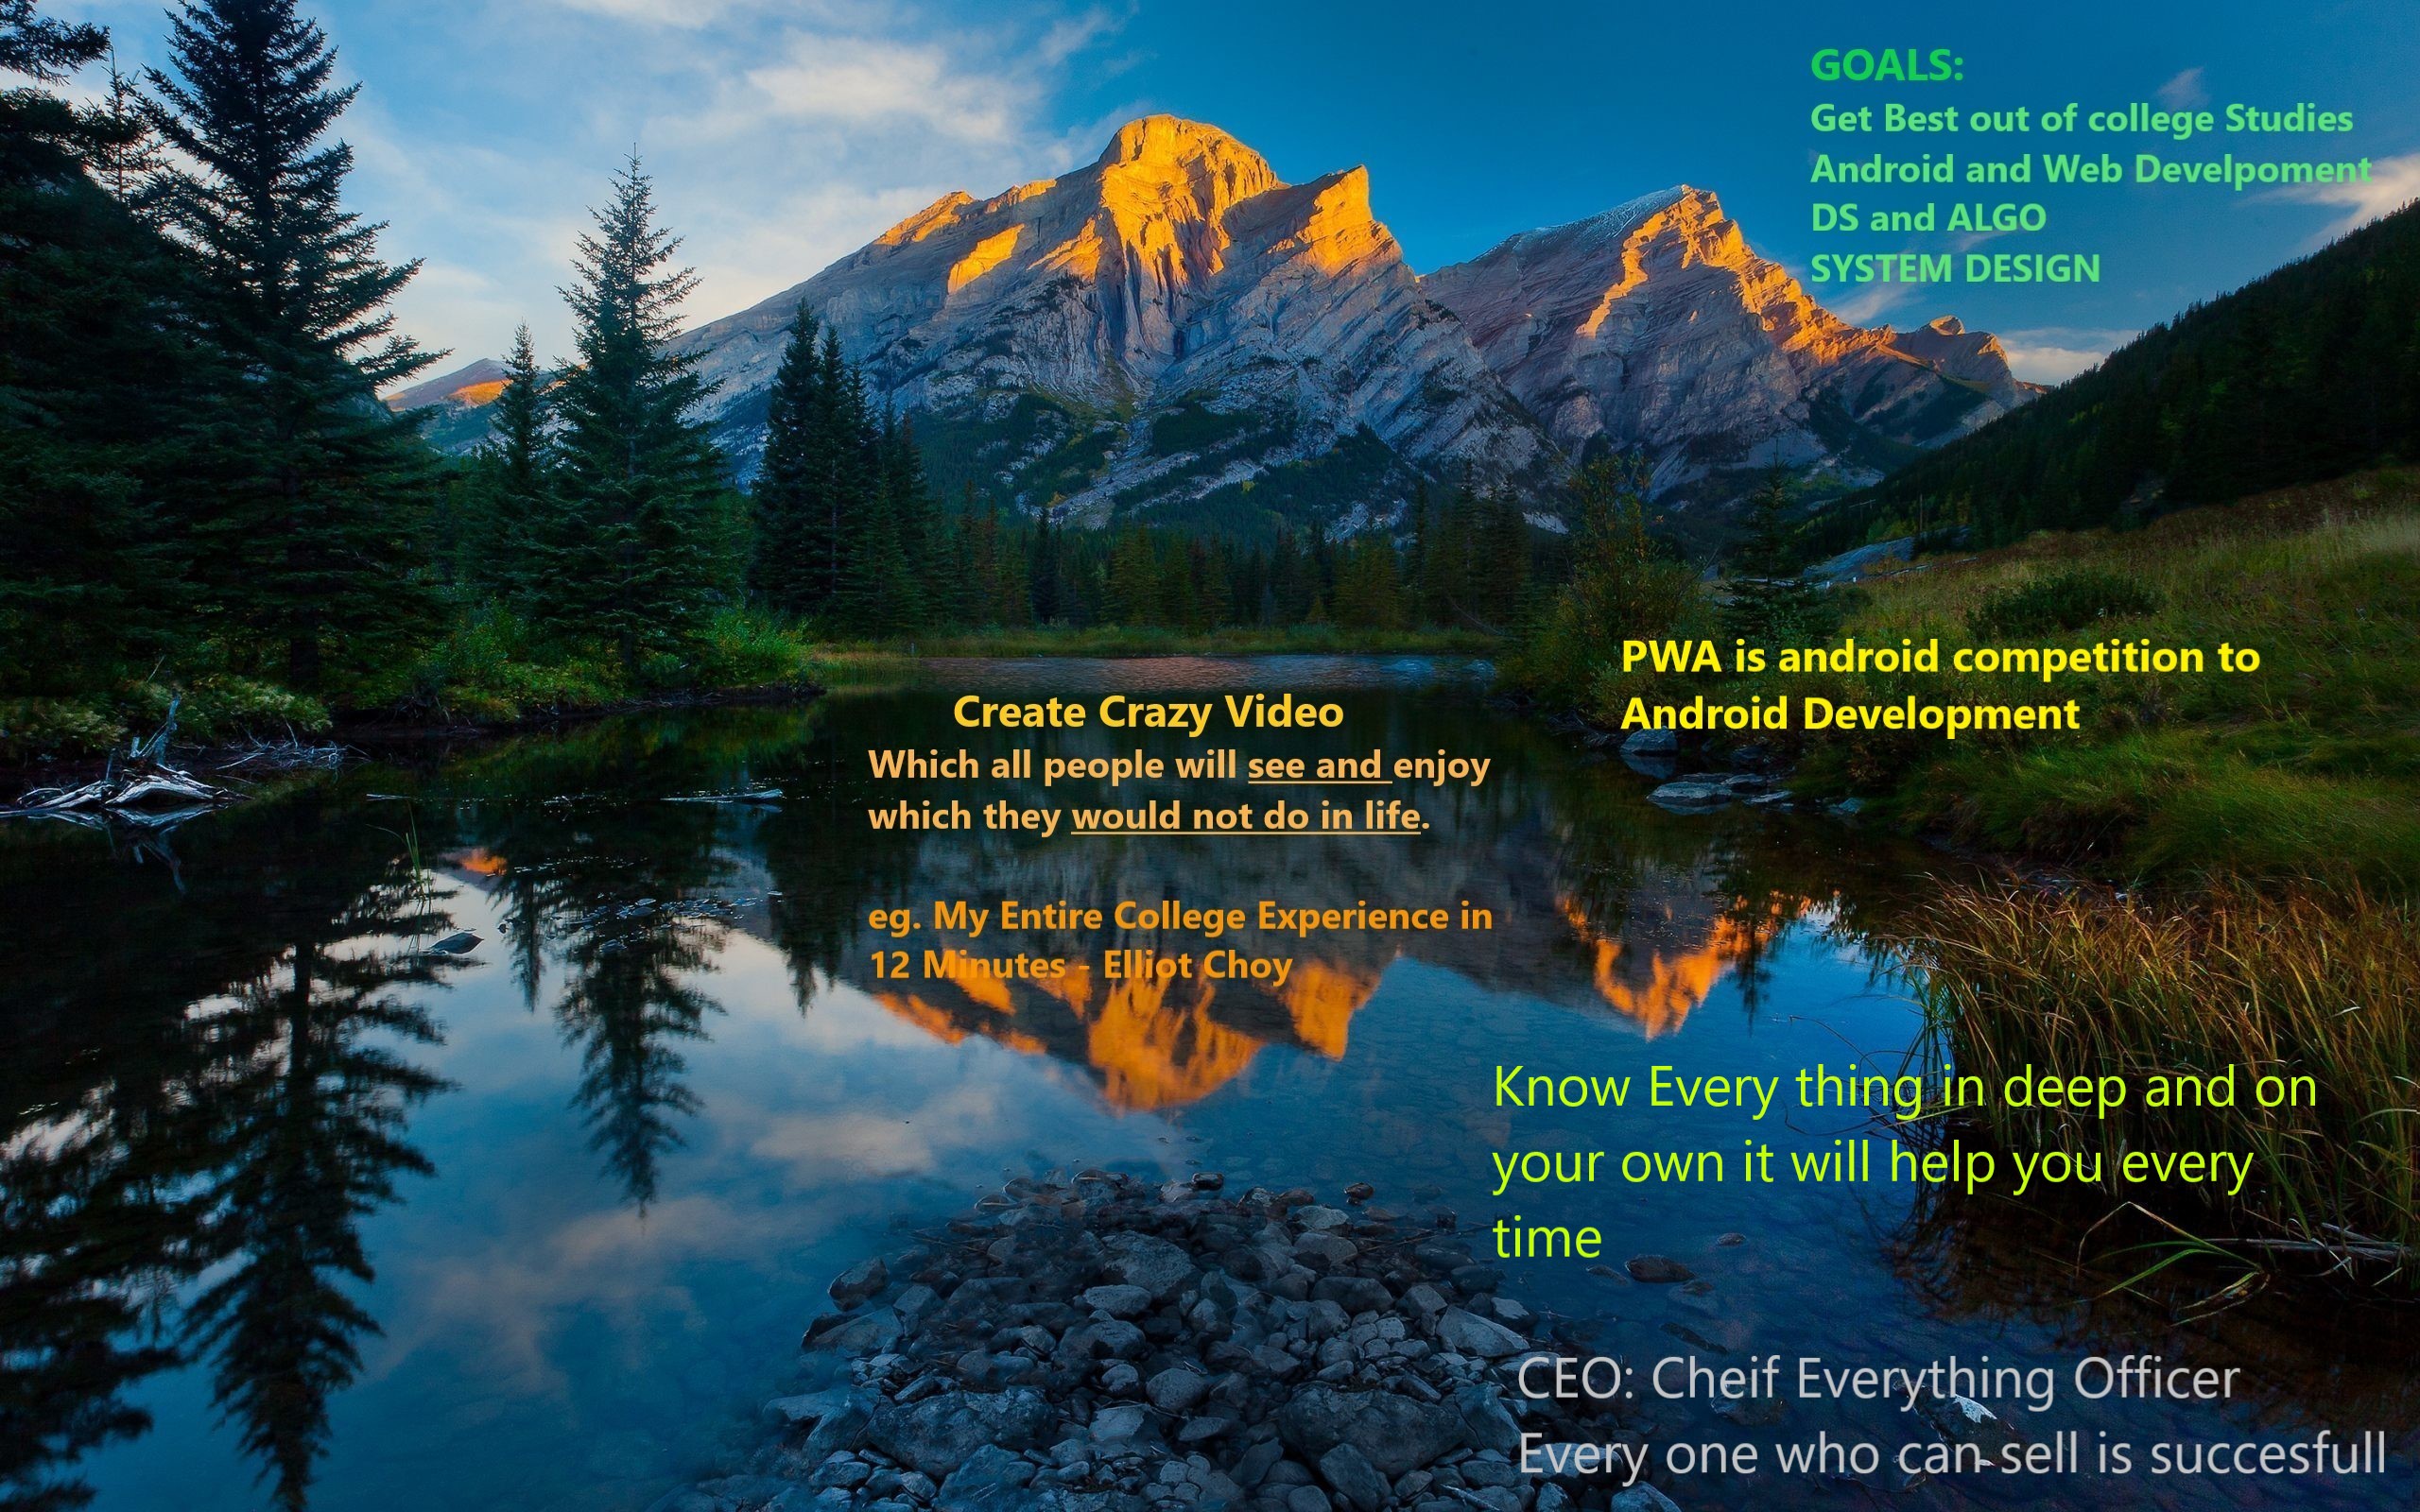 GOALS:
Get Best out of college Studies
Android and Web Develpoment
DS and ALGO
SYSTEM DESIGN
PWA is android competition to
Android Development
Create Crazy Video
Which all people will see and enjoy
which they would not do in life.
eg. My Entire College Experience in
12 Minutes - Elliot Choy
Know Every thing in deep and on
your own it will help you every
time
CEO: Cheif Everything Officer
Every one who can sell is succesfull